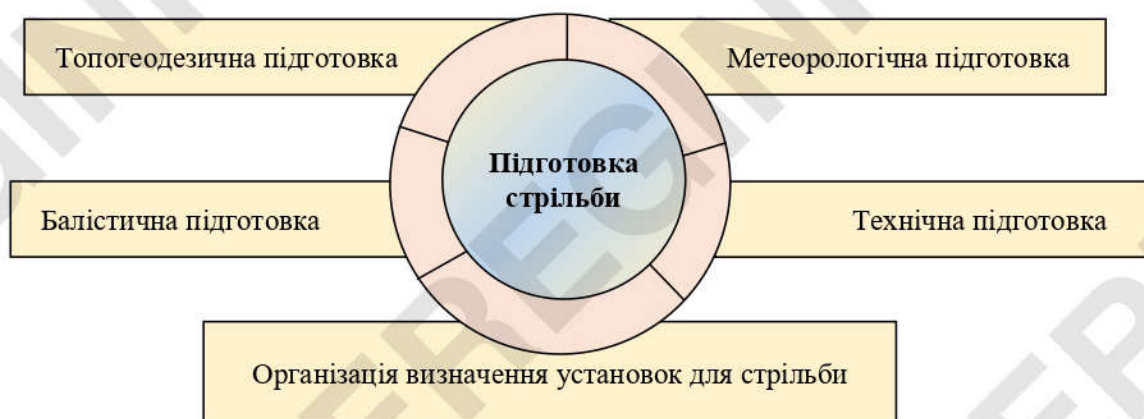 Топогеодезична підготовка
Метеорологічна підготовка
Підготовка
стрільби
Балістична підготовка
Технічна підготовка
Організація визначення установок для стрільби